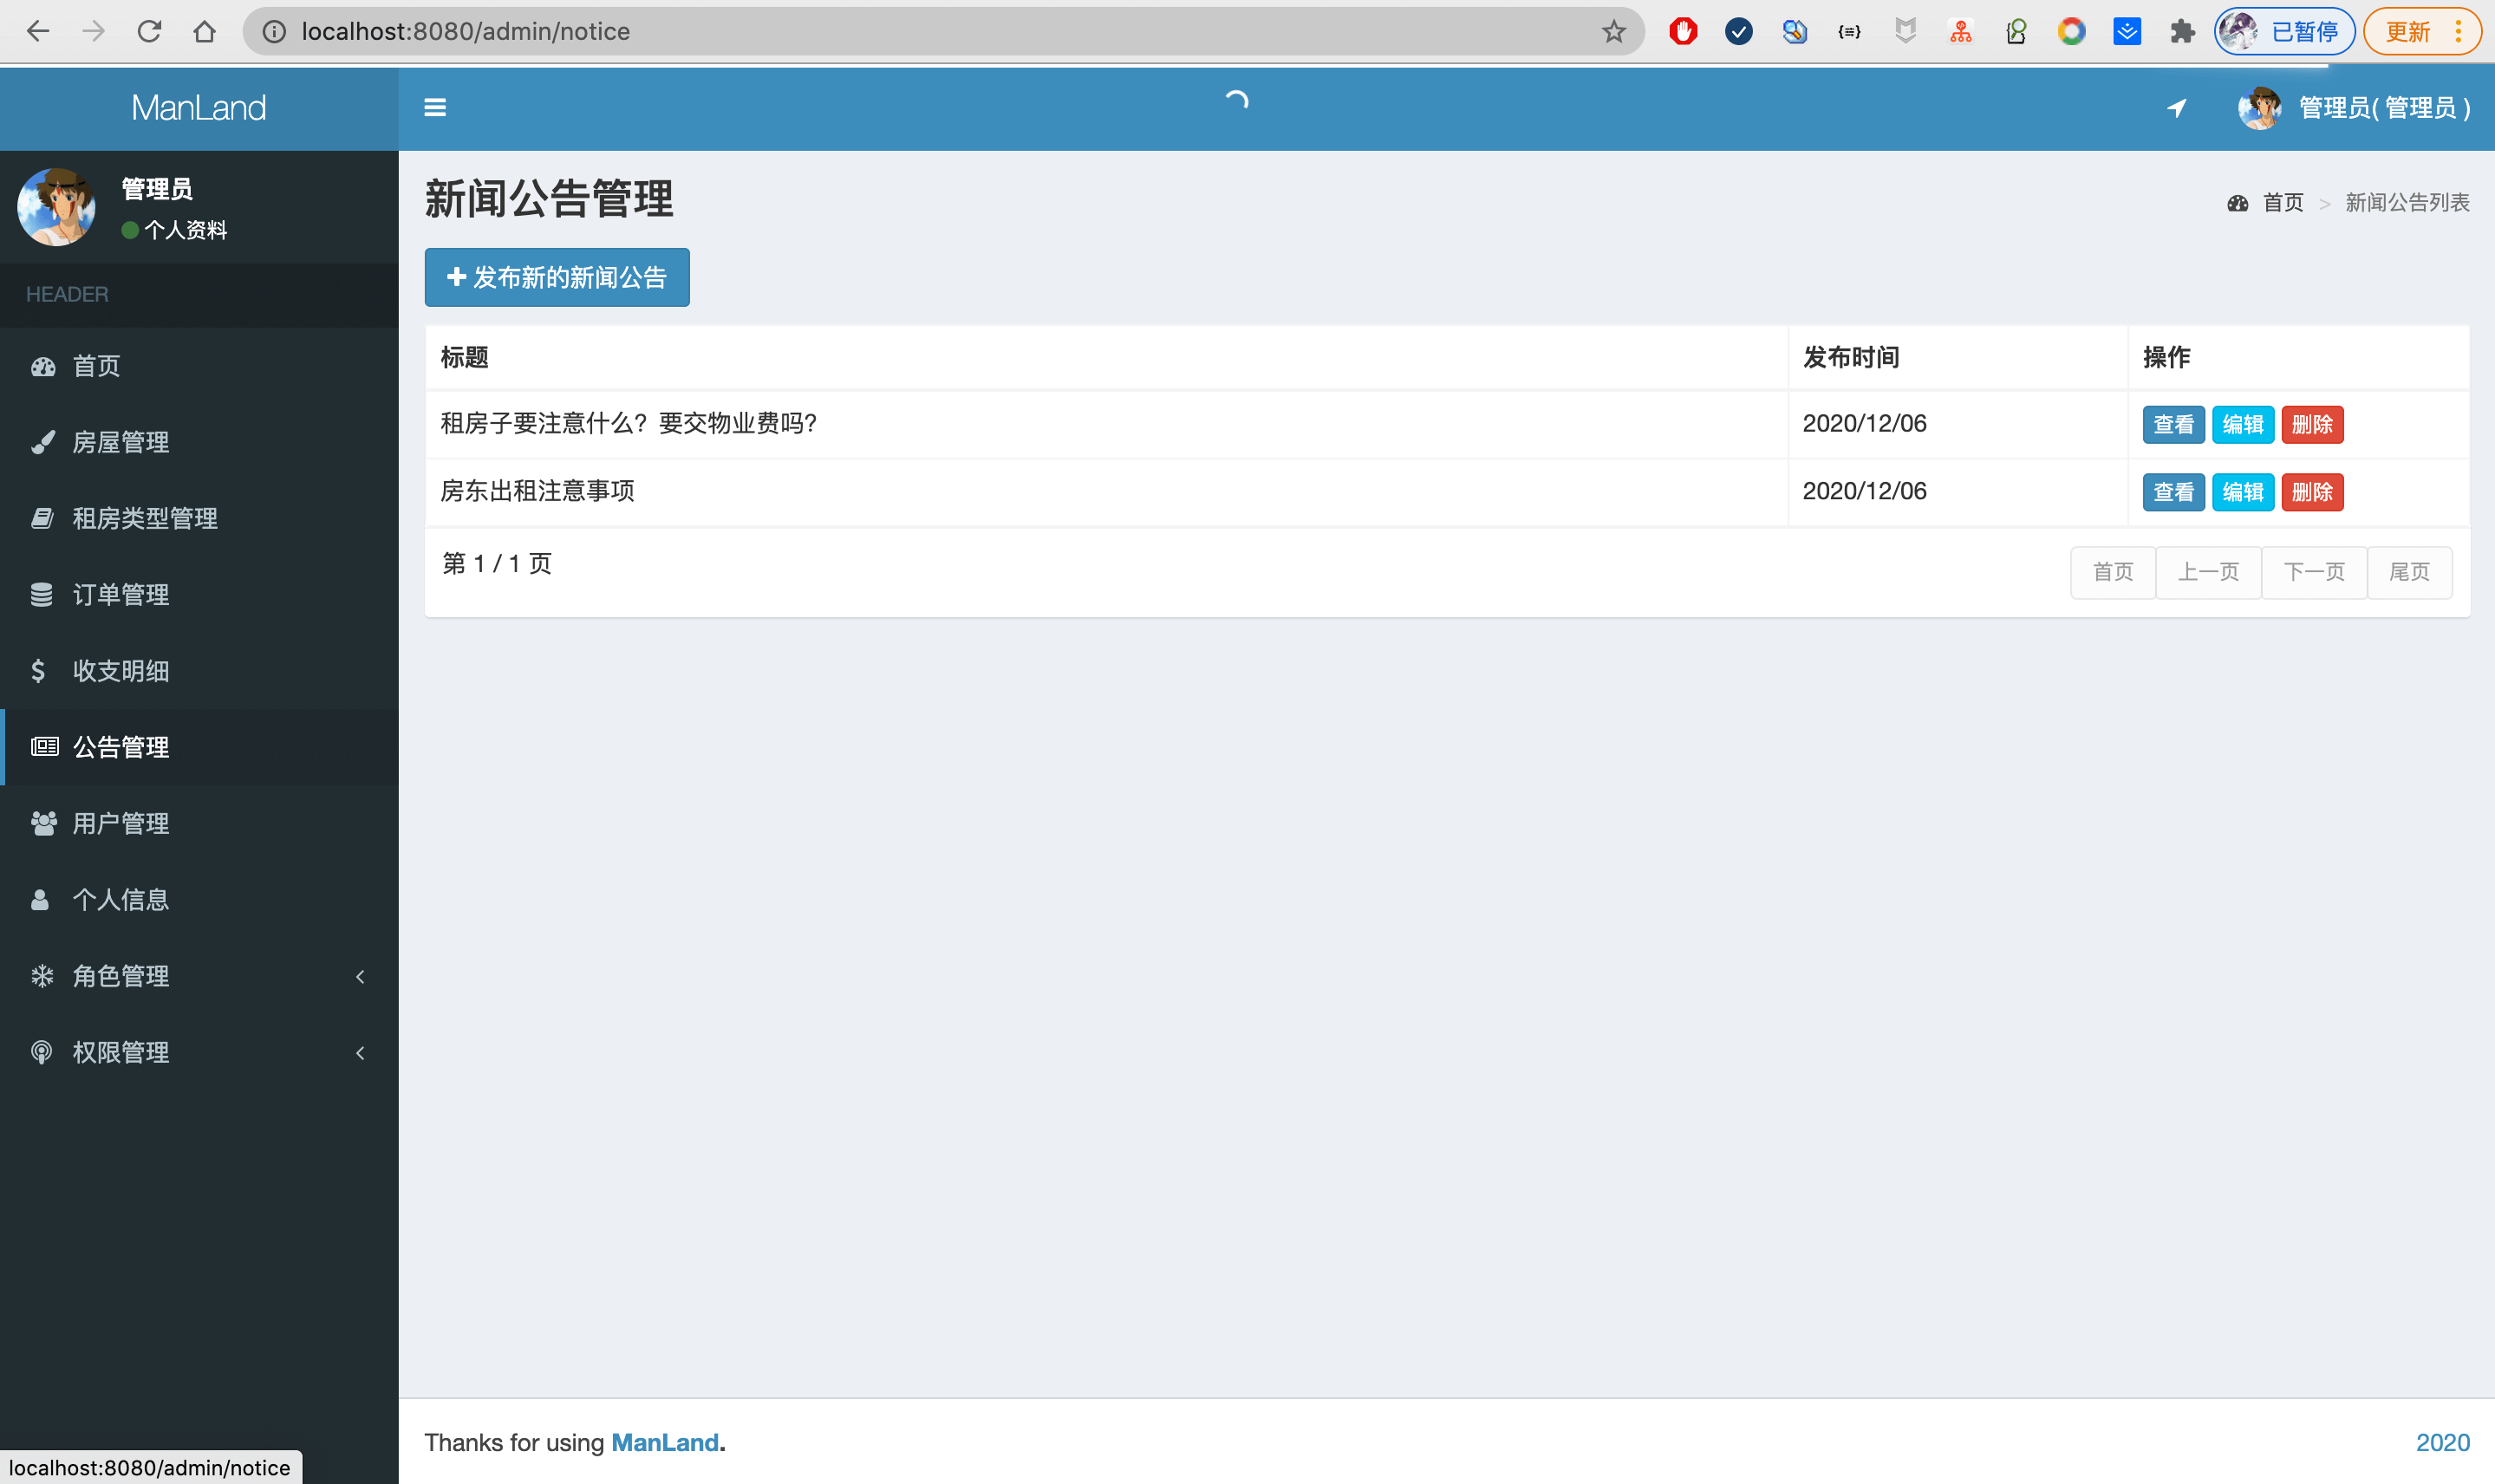 localhost:8080/admin/notice
已暂停
更新
ManLand
管理员( 管理员 )
管理员
个人资料
HEADER
首页
房屋管理
租房类型管理
订单管理
收支明细
公告管理
用户管理
个人信息
角色管理
权限管理
新闻公告管理
首页 > 新闻公告列表
发布新的新闻公告
标题 发布时间 操作
租房子要注意什么？要交物业费吗? 2020/12/06 查看 编辑 删除
房东出租注意事项 2020/12/06 查看 编辑 删除
第 1 / 1 页 首页 上一页 下一页 尾页
Thanks for using ManLand. 2020
localhost:8080/admin/notice